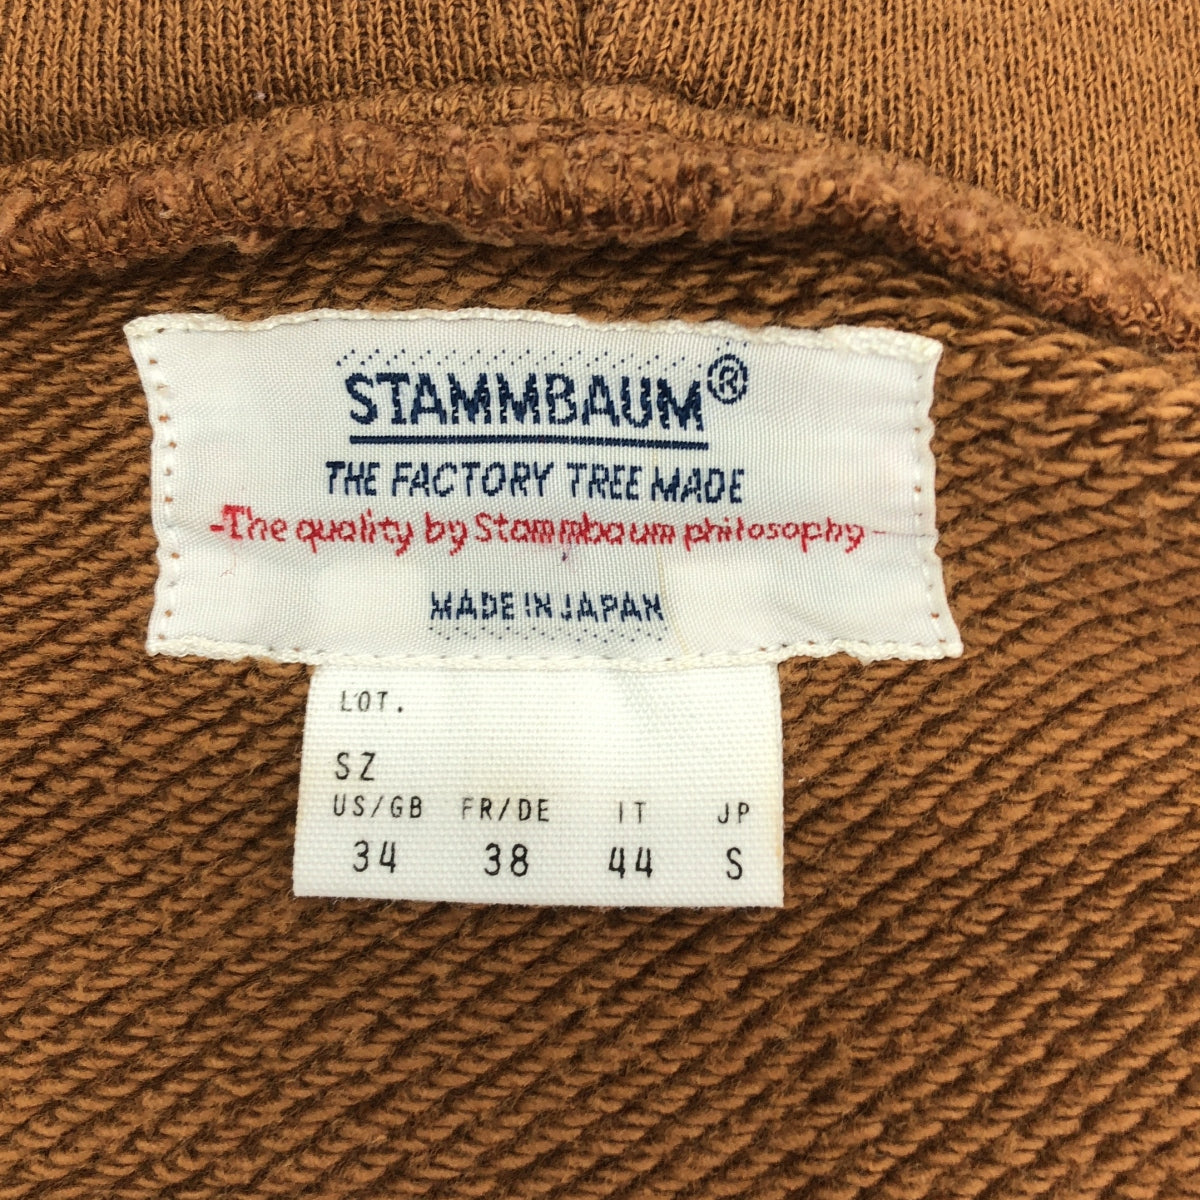 STAMMBAUM®
THE FACTORY TREE MADE
-The quality by Stammbaum philosophy-
MADE IN JAPAN
LOT.
SZ
US/GB FR/DE IT JP
34 38 44 S